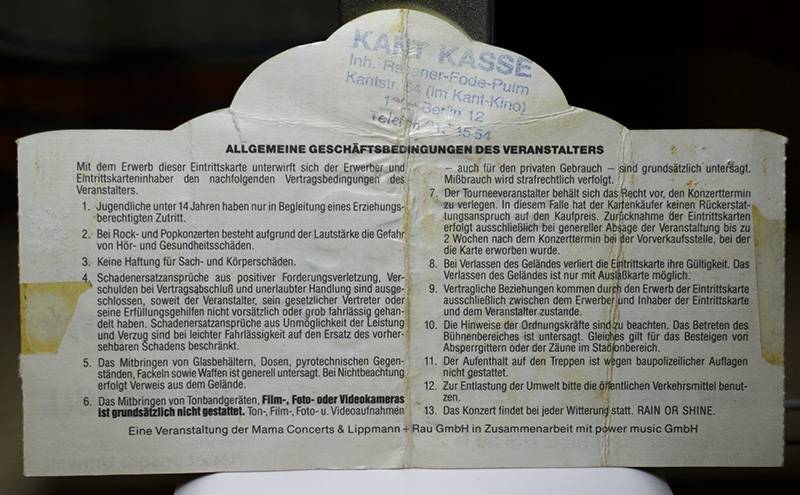 KANT KASSE
Kantstr. 54 (im Kant-Kino)
Berlin 12
Telefon
ALLGEMEINE GESCHÄFTSBEDINGUNGEN DES VERANSTALTERS
Mit dem Erwerb dieser Eintrittskarte unterwirft sich der Erwerber und
Eintrittskarteninhaber den nachfolgenden Vertragsbedingungen des
Veranstalters.
1. Jugendliche unter 14 Jahren haben nur in Begleitung eines Erziehungs-
berechtigten Zutritt.
2. Bei Rock- und Popkonzerten besteht aufgrund der Lautstärke die Gefahr
von Hör- und Gesundheitsschäden.
3. Keine Haftung für Sach- und Körperschäden.
4. Schadenersatzansprüche aus positiver Forderungsverletzung, Ver-
schulden bei Vertragsabschluß und unerlaubter Handlung sind ausge-
schlossen, soweit der Veranstalter, sein gesetzlicher Vertreter oder
seine Erfüllungsgehilfen nicht vorsätzlich oder grob fahrlässig gehan-
delt haben. Schadenersatzansprüche aus Unmöglichkeit der Leistung
und Verzug sind bei leichter Fahrlässigkeit auf den Ersatz des vorher-
sehbaren Schadens beschränkt.
5. Das Mitbringen von Glasbehältern, Dosen, pyrotechnischen Gegen-
ständen, Fackeln sowie Waffen ist generell untersagt. Bei Nichtbeachtung
erfolgt Verweis aus dem Gelände.
6. Das Mitbringen von Tonbandgeräten, Film-, Foto- oder Videokameras
ist grundsätzlich nicht gestattet. Ton-, Film-, Foto- u. Videoaufnahmen
– auch für den privaten Gebrauch – sind grundsätzlich untersagt.
Mißbrauch wird strafrechtlich verfolgt.
7. Der Tourneeveranstalter behält sich das Recht vor, den Konzerttermin
zu verlegen. In diesem Falle hat der Kartenkäufer keinen Rückerstat-
tungsanspruch auf den Kaufpreis. Zurücknahme der Eintrittskarten
erfolgt ausschließlich bei genereller Absage der Veranstaltung bis zu
2 Wochen nach dem Konzerttermin bei der Vorverkaufsstelle, bei der
die Karte erworben wurde.
8. Bei Verlassen des Geländes verliert die Eintrittskarte ihre Gültigkeit. Das
Verlassen des Geländes ist nur mit Auslaßkarte möglich.
9. Vertragliche Beziehungen kommen durch den Erwerb der Eintrittskarte
ausschließlich zwischen dem Erwerber und Inhaber der Eintrittskarte
und dem Veranstalter zustande.
10. Die Hinweise der Ordnungskräfte sind zu beachten. Das Betreten des
Bühnenbereiches ist untersagt. Gleiches gilt für das Besteigen von
Absperrgittern oder der Zäune im Stadionbereich.
11. Der Aufenthalt auf den Treppen ist wegen baupolizeilicher Auflagen
nicht gestattet.
12. Zur Entlastung der Umwelt bitte die öffentlichen Verkehrsmittel benut-
zen.
13. Das Konzert findet bei jeder Witterung statt. RAIN OR SHINE.
Eine Veranstaltung der Mama Concerts & Lippmann + Rau GmbH in Zusammenarbeit mit power music GmbH